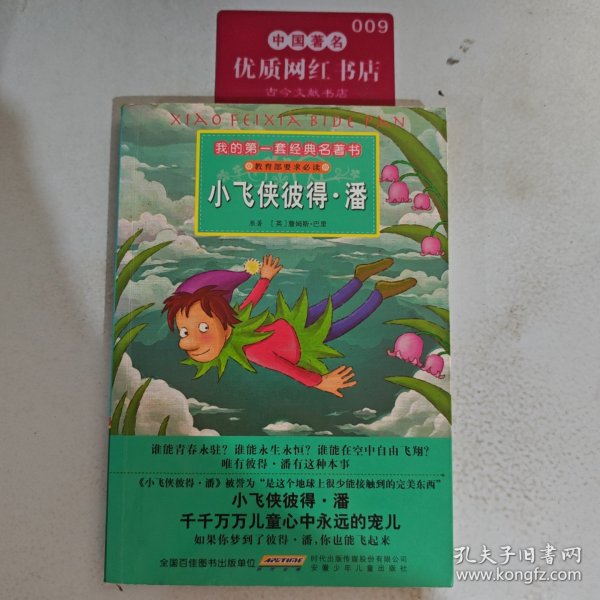 009
中国著名
优质网红书店
古今文献书店
XIAO FEIXIA BIDE PAN
我的第一套经典名著书
教育部要求必读
小飞侠彼得·潘
原著 [英]詹姆斯·巴里
谁能青春永驻?谁能永生永恒?谁能在空中自由飞翔?
唯有彼得·潘有这种本事
《小飞侠彼得·潘》被誉为“是这个地球上很少能接触到的完美东西”
小飞侠彼得·潘
千千万万儿童心中永远的宠儿
如果你梦到了彼得·潘,你也能飞起来
全国百佳图书出版单位
时代出版传媒股份有限公司
安徽少年儿童出版社
孔夫子旧书网
www.kongfz.com